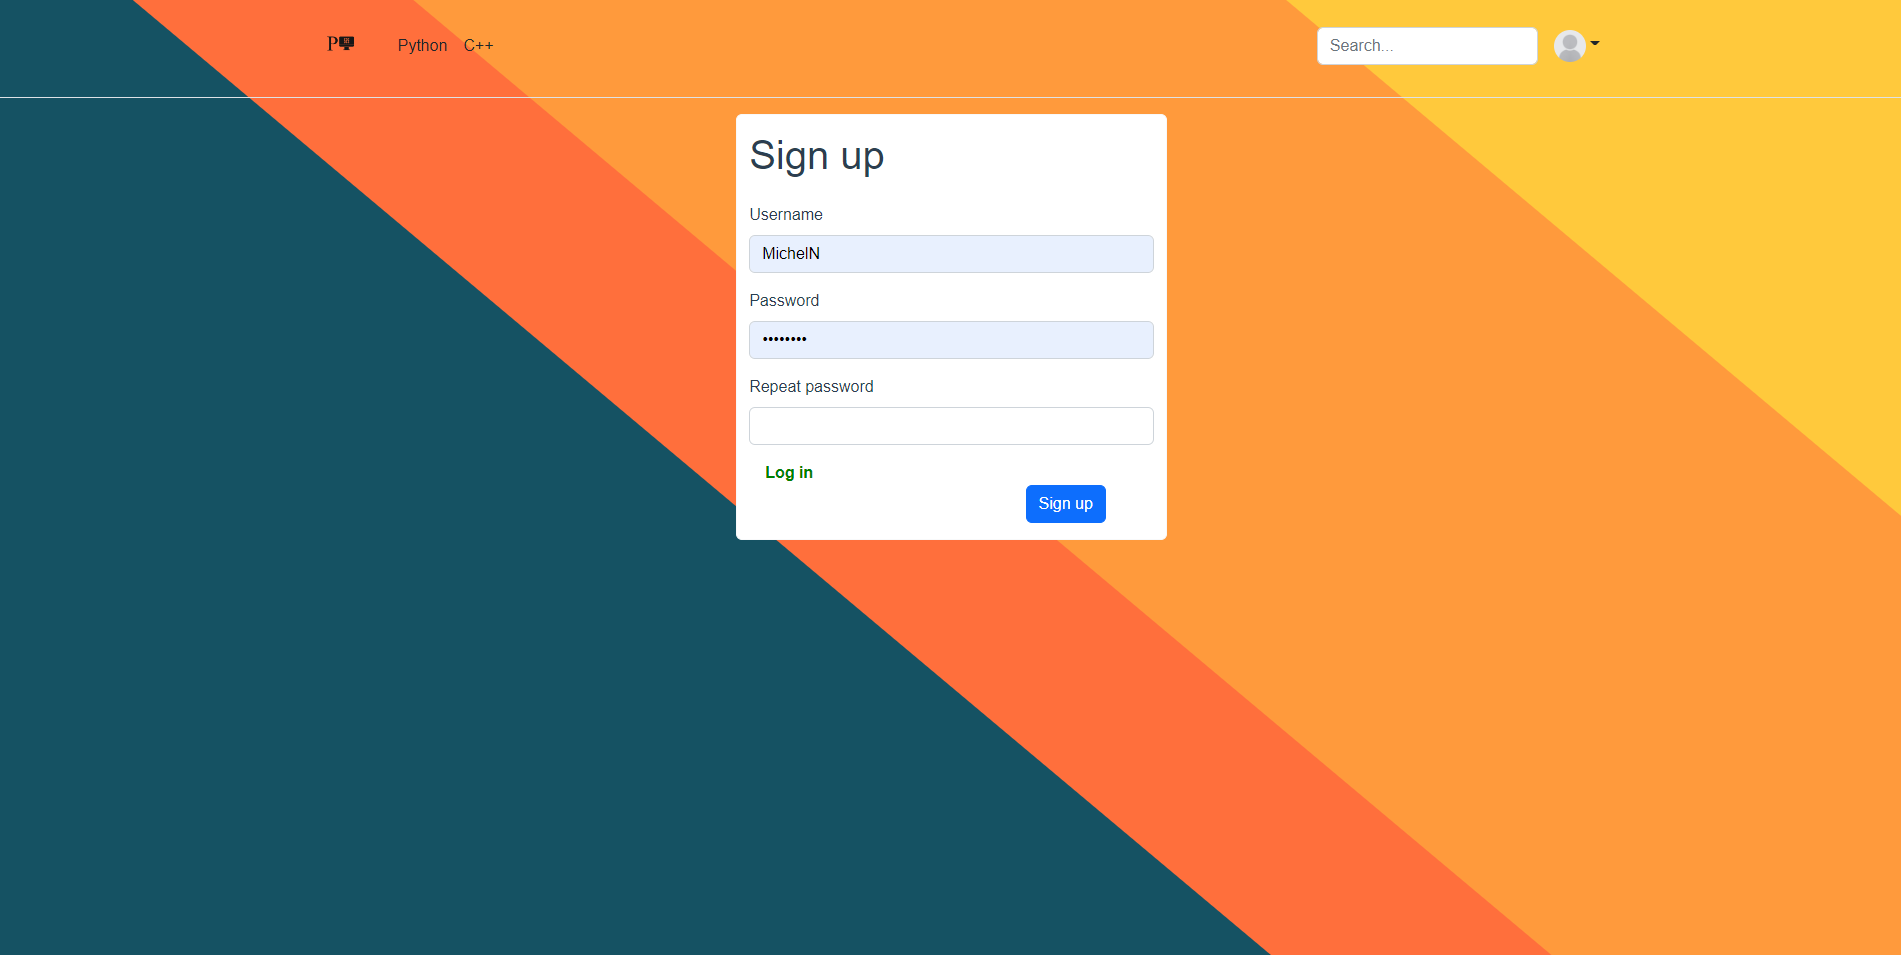 P
Python C++
Search...
Sign up
Username
MichelN
Password
••••••••
Repeat password
Log in
Sign up